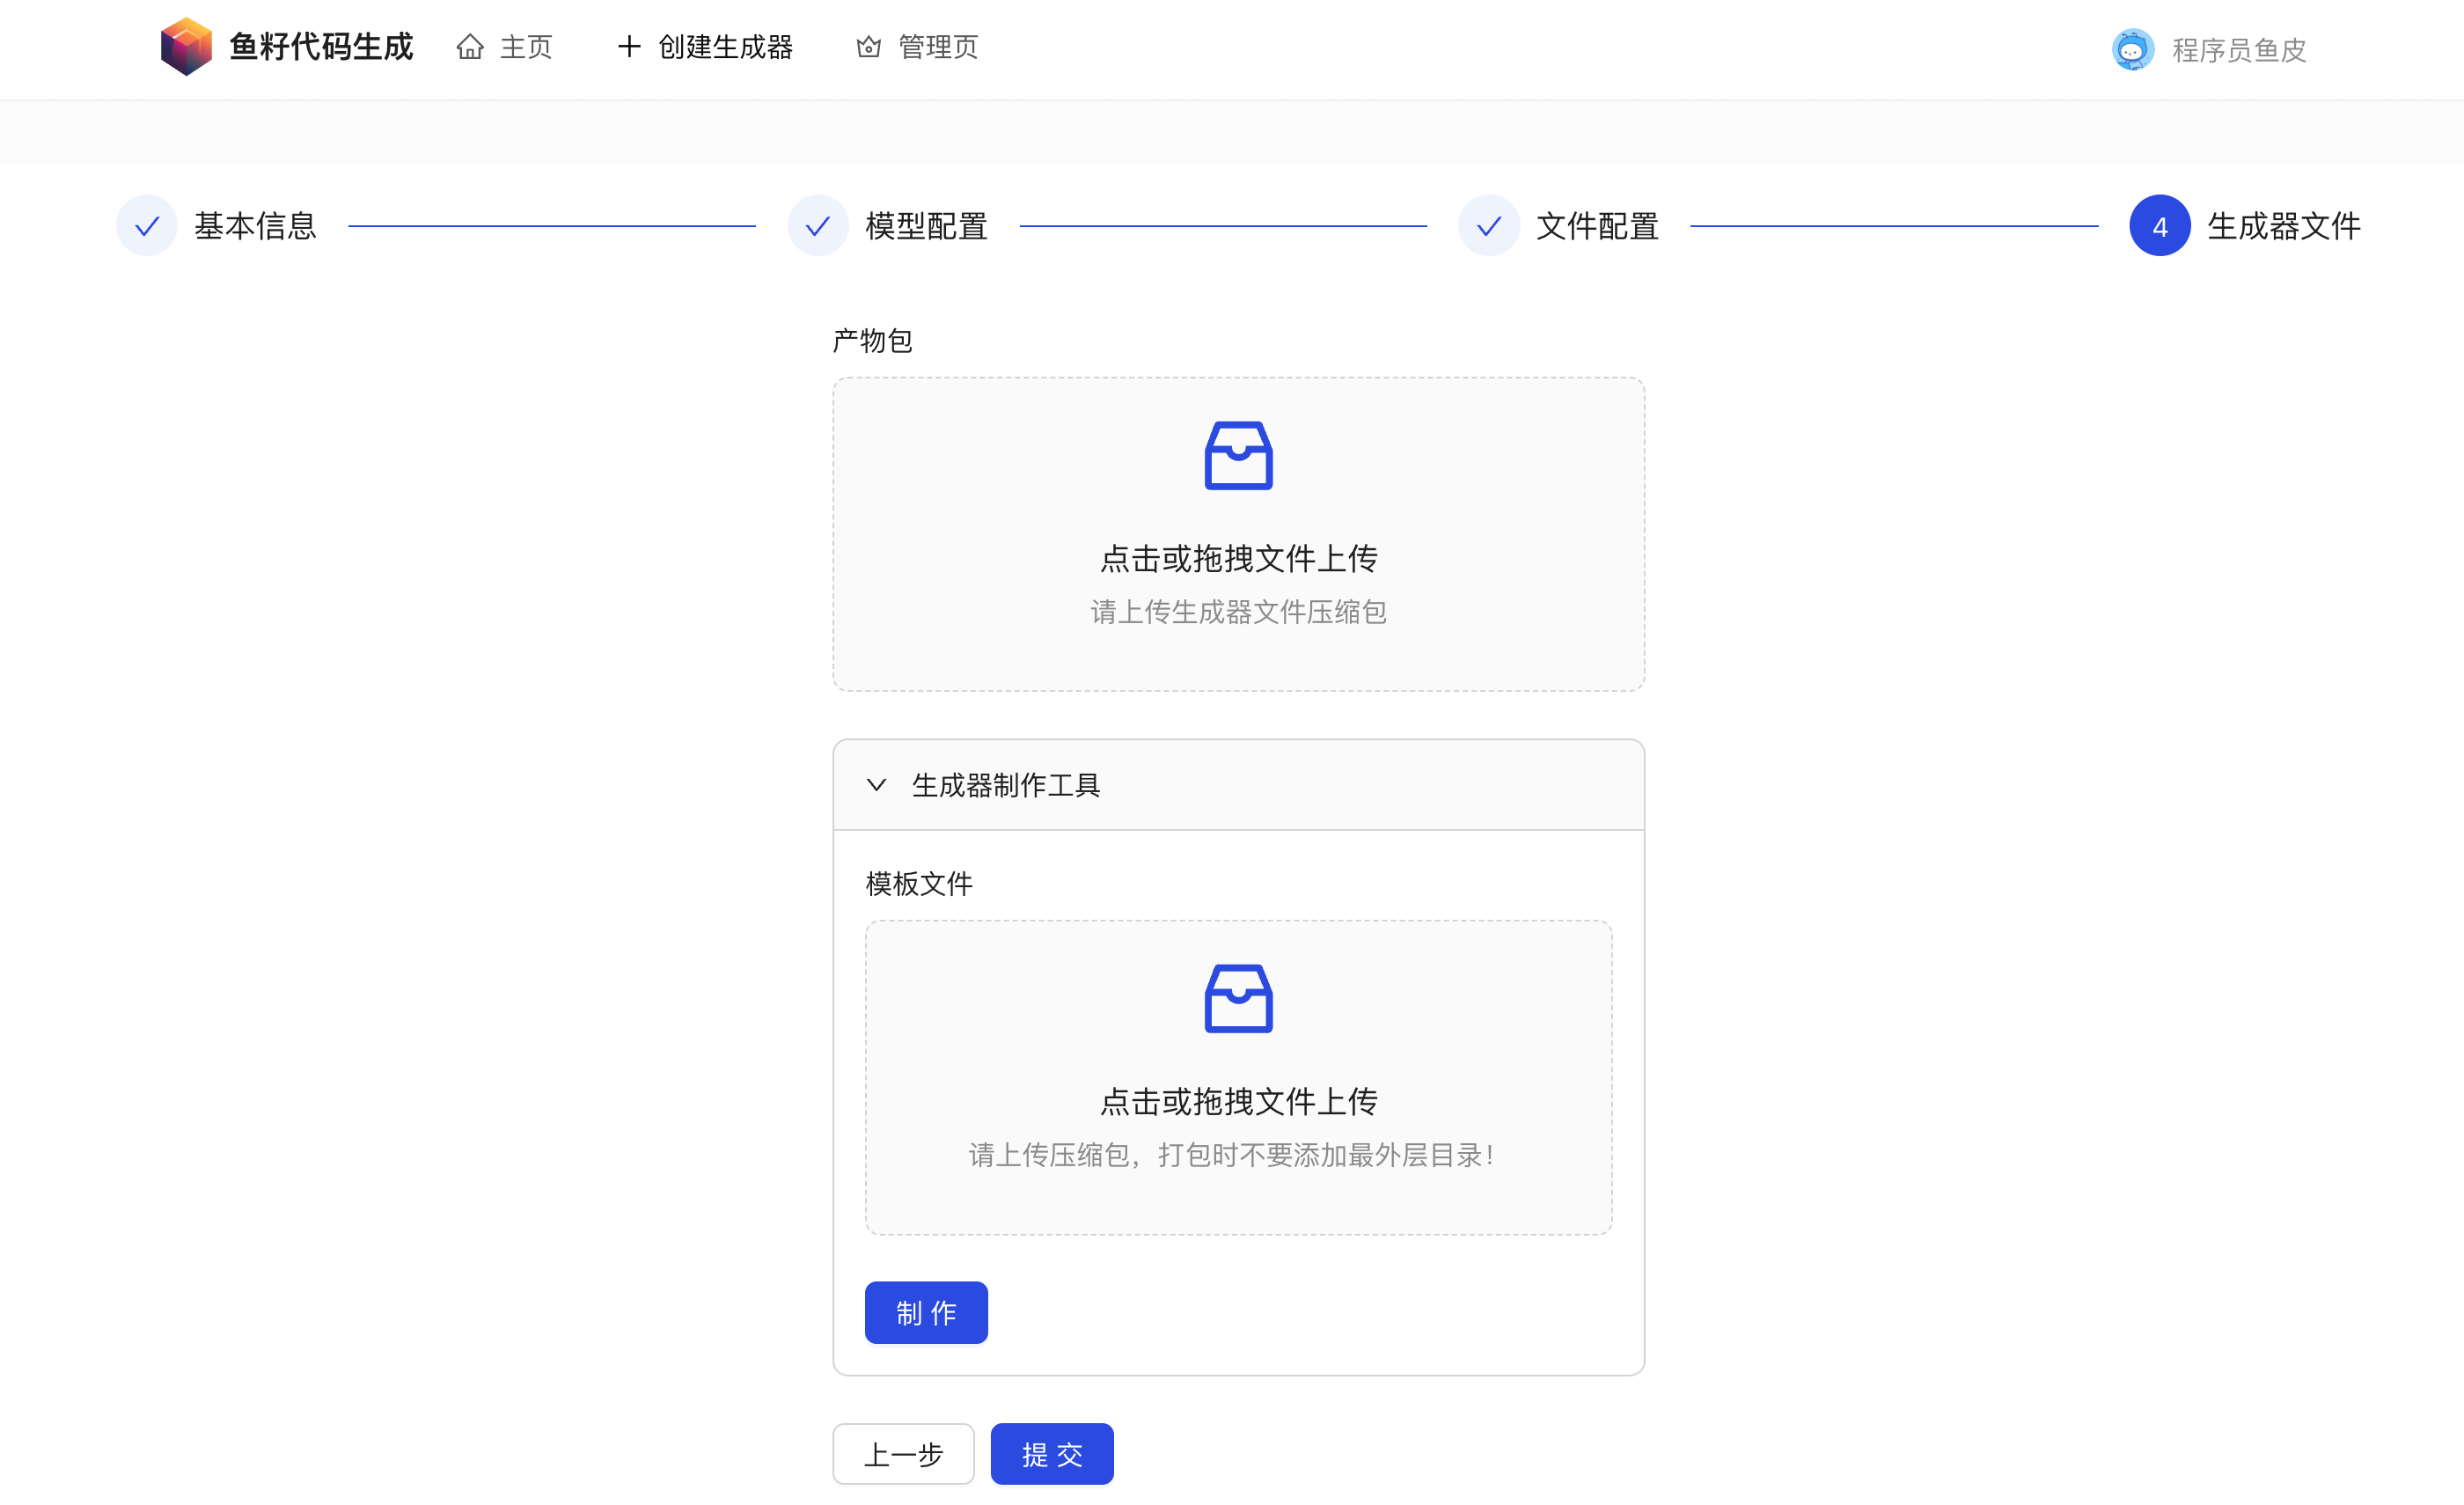 鱼籽代码生成 主页 创建生成器 管理页 程序员鱼皮
基本信息 模型配置 文件配置 4 生成器文件
产物包
点击或拖拽文件上传
请上传生成器文件压缩包
生成器制作工具
模板文件
点击或拖拽文件上传
请上传压缩包，打包时不要添加最外层目录！
制作
上一步 提交